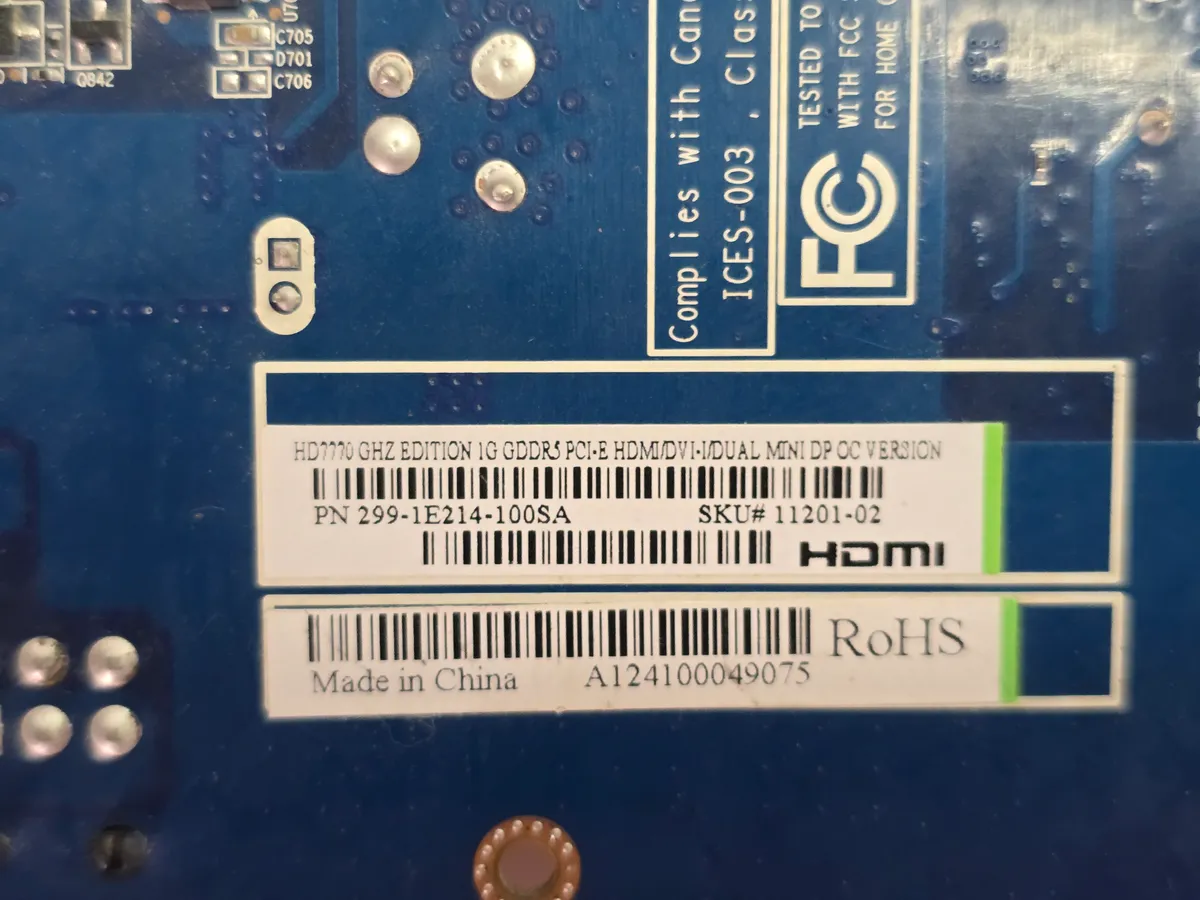 C705
D701
C706
Q842
Complies with
ICES-003 ,
TESTED TO
WITH FCC
FOR HOME
FC
HD7770 GHZ EDITION 1G GDDR5 PCI-E HDMI/DVI-I/DUAL MINI DP OC VERSION
PN 299-1E214-100SA SKU# 11201-02
HDMI
RoHS
Made in China A124100049075